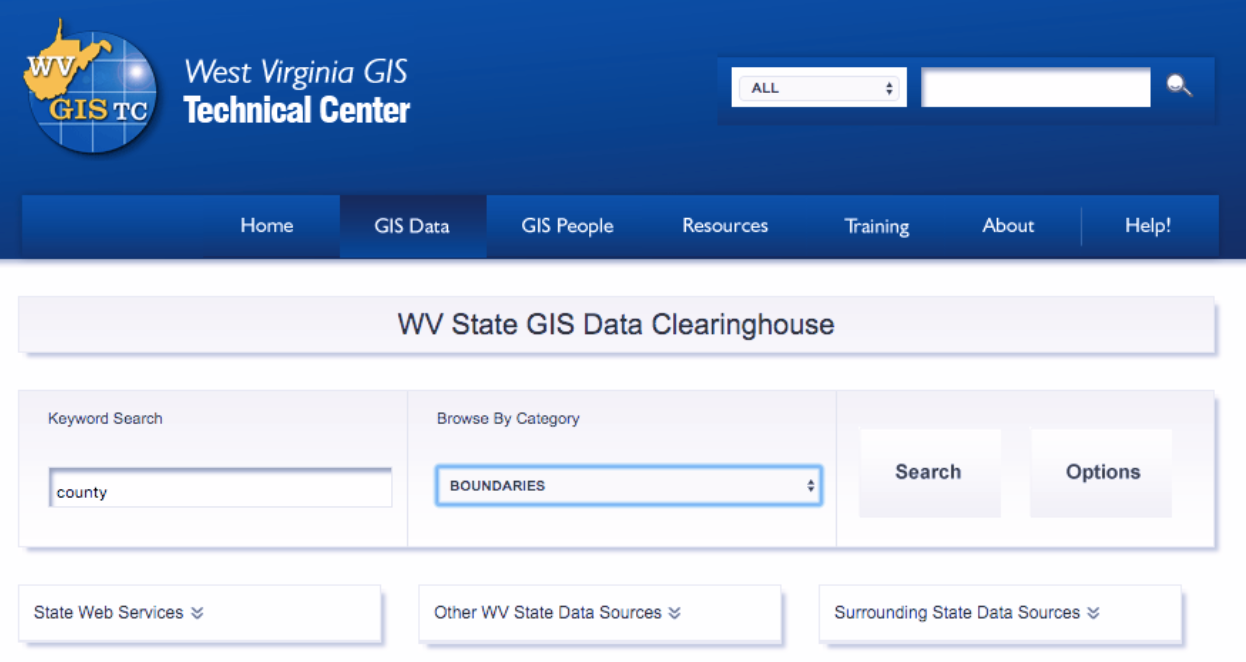 WV
GIS TC
West Virginia GIS
Technical Center
ALL
Home GIS Data GIS People Resources Training About Help!
WV State GIS Data Clearinghouse
Keyword Search Browse By Category
county BOUNDARIES Search Options
State Web Services Other WV State Data Sources Surrounding State Data Sources